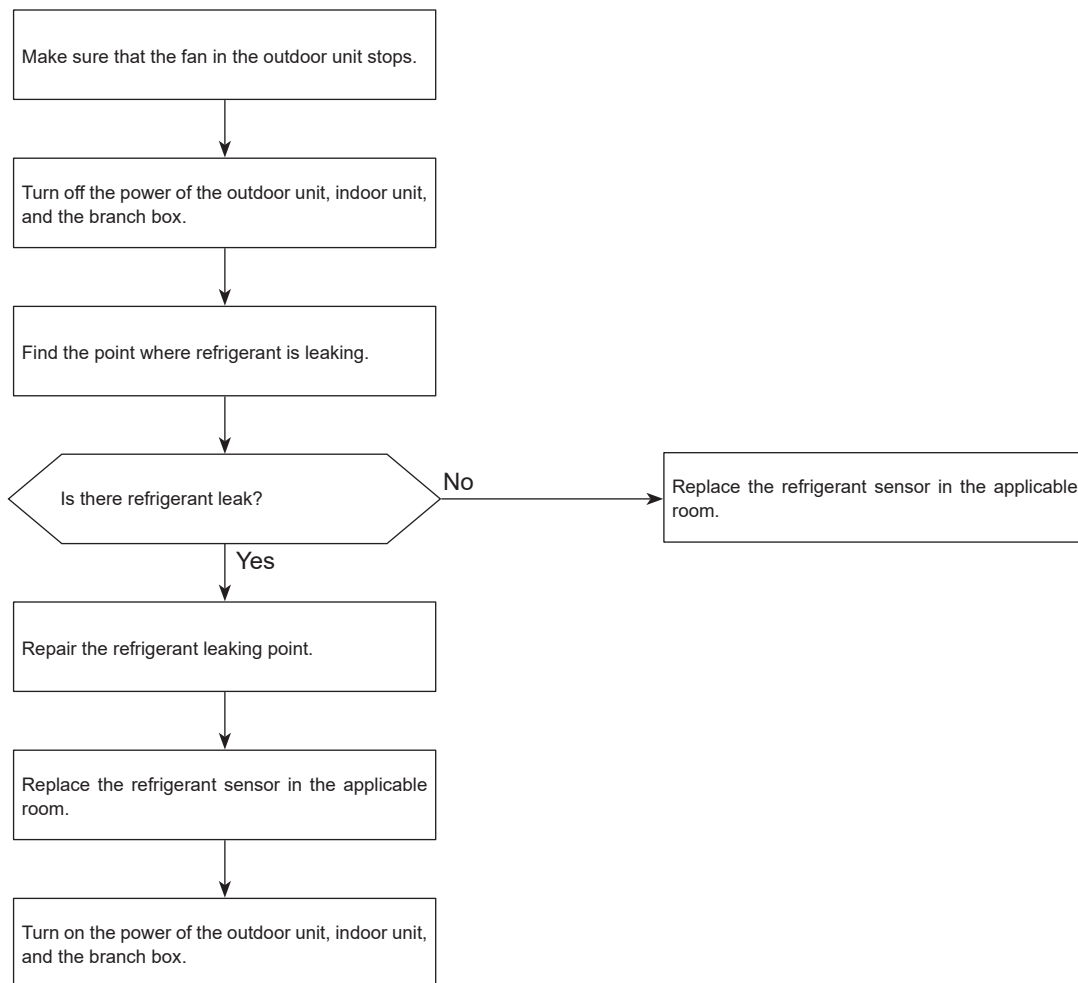 Make sure that the fan in the outdoor unit stops.
Turn off the power of the outdoor unit, indoor unit,
and the branch box.
Find the point where refrigerant is leaking.
Is there refrigerant leak?
No
Replace the refrigerant sensor in the applicable
room.
Yes
Repair the refrigerant leaking point.
Replace the refrigerant sensor in the applicable
room.
Turn on the power of the outdoor unit, indoor unit,
and the branch box.